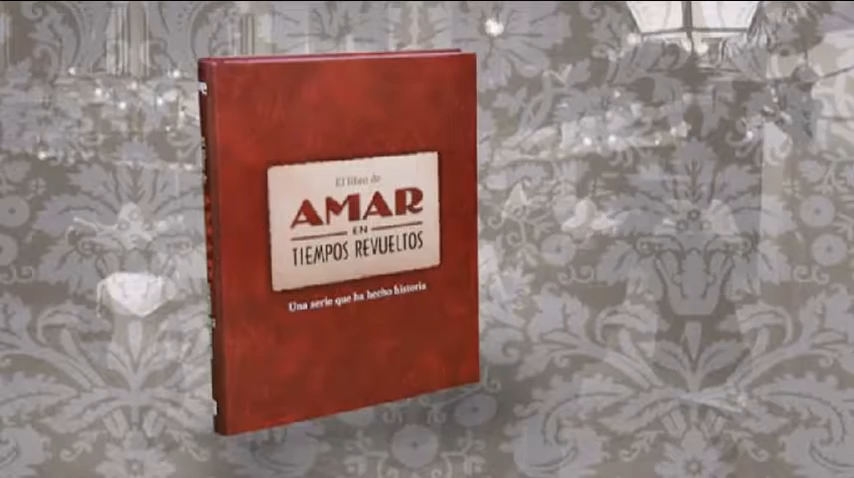 El libro de
AMAR
EN
TIEMPOS REVUELTOS
Una serie que ha hecho historia